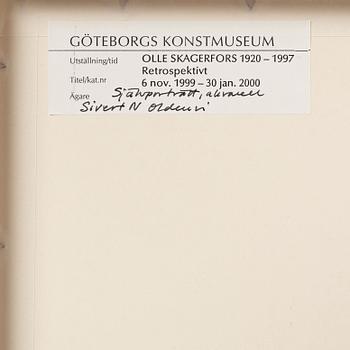 GÖTEBORGS KONSTMUSEUM
Utställning/tid OLLE SKAGERFORS 1920 – 1997
Retrospektivt
Titel/kat.nr 6 nov. 1999 – 30 jan. 2000
Ägare Självporträtt, akvarell
Sivert N